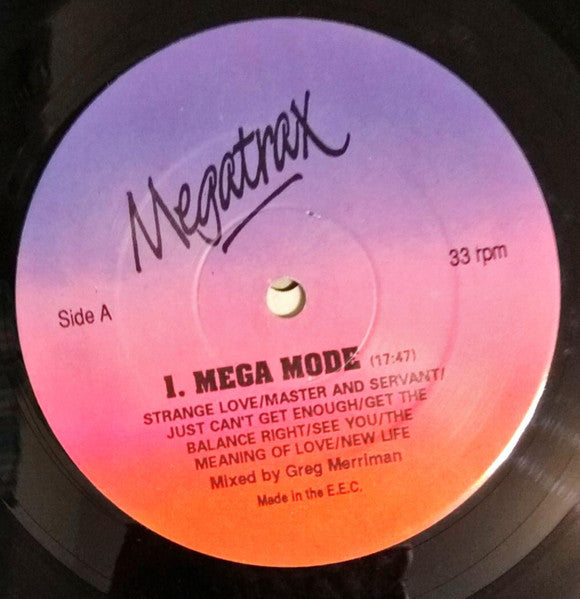 Megatrax
Side A
33 rpm
1. MEGA MODE (17:47)
STRANGE LOVE/MASTER AND SERVANT/
JUST CAN'T GET ENOUGH/GET THE
BALANCE RIGHT/SEE YOU/THE
MEANING OF LOVE/NEW LIFE
Mixed by Greg Merriman
Made in the E.E.C.